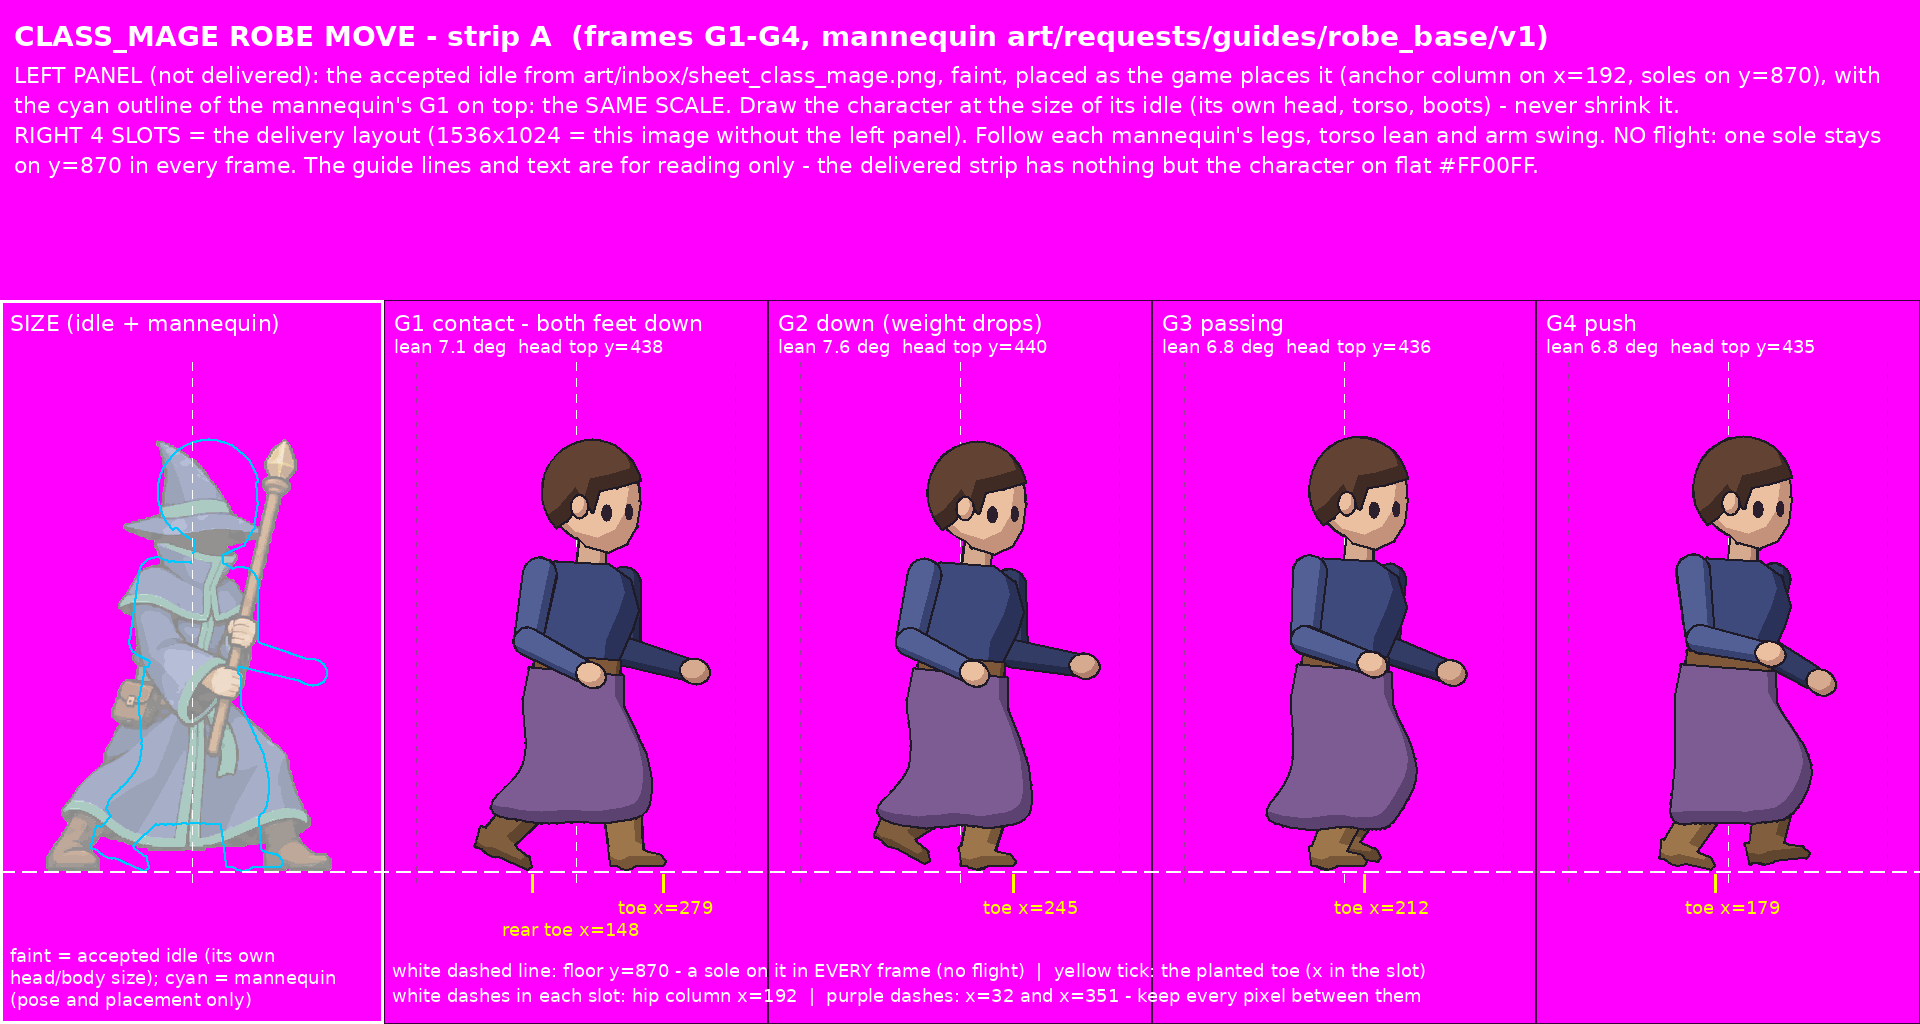 CLASS_MAGE ROBE MOVE - strip A  (frames G1-G4, mannequin art/requests/guides/robe_base/v1)
LEFT PANEL (not delivered): the accepted idle from art/inbox/sheet_class_mage.png, faint, placed as the game places it (anchor column on x=192, soles on y=870), with
the cyan outline of the mannequin's G1 on top: the SAME SCALE. Draw the character at the size of its idle (its own head, torso, boots) - never shrink it.
RIGHT 4 SLOTS = the delivery layout (1536x1024 = this image without the left panel). Follow each mannequin's legs, torso lean and arm swing. NO flight: one sole stays
on y=870 in every frame. The guide lines and text are for reading only - the delivered strip has nothing but the character on flat #FF00FF.
SIZE (idle + mannequin)
G1 contact - both feet down
lean 7.1 deg  head top y=438
G2 down (weight drops)
lean 7.6 deg  head top y=440
G3 passing
lean 6.8 deg  head top y=436
G4 push
lean 6.8 deg  head top y=435
toe x=279
rear toe x=148
toe x=245
toe x=212
toe x=179
faint = accepted idle (its own
head/body size); cyan = mannequin
(pose and placement only)
white dashed line: floor y=870 - a sole on it in EVERY frame (no flight)  |  yellow tick: the planted toe (x in the slot)
white dashes in each slot: hip column x=192  |  purple dashes: x=32 and x=351 - keep every pixel between them